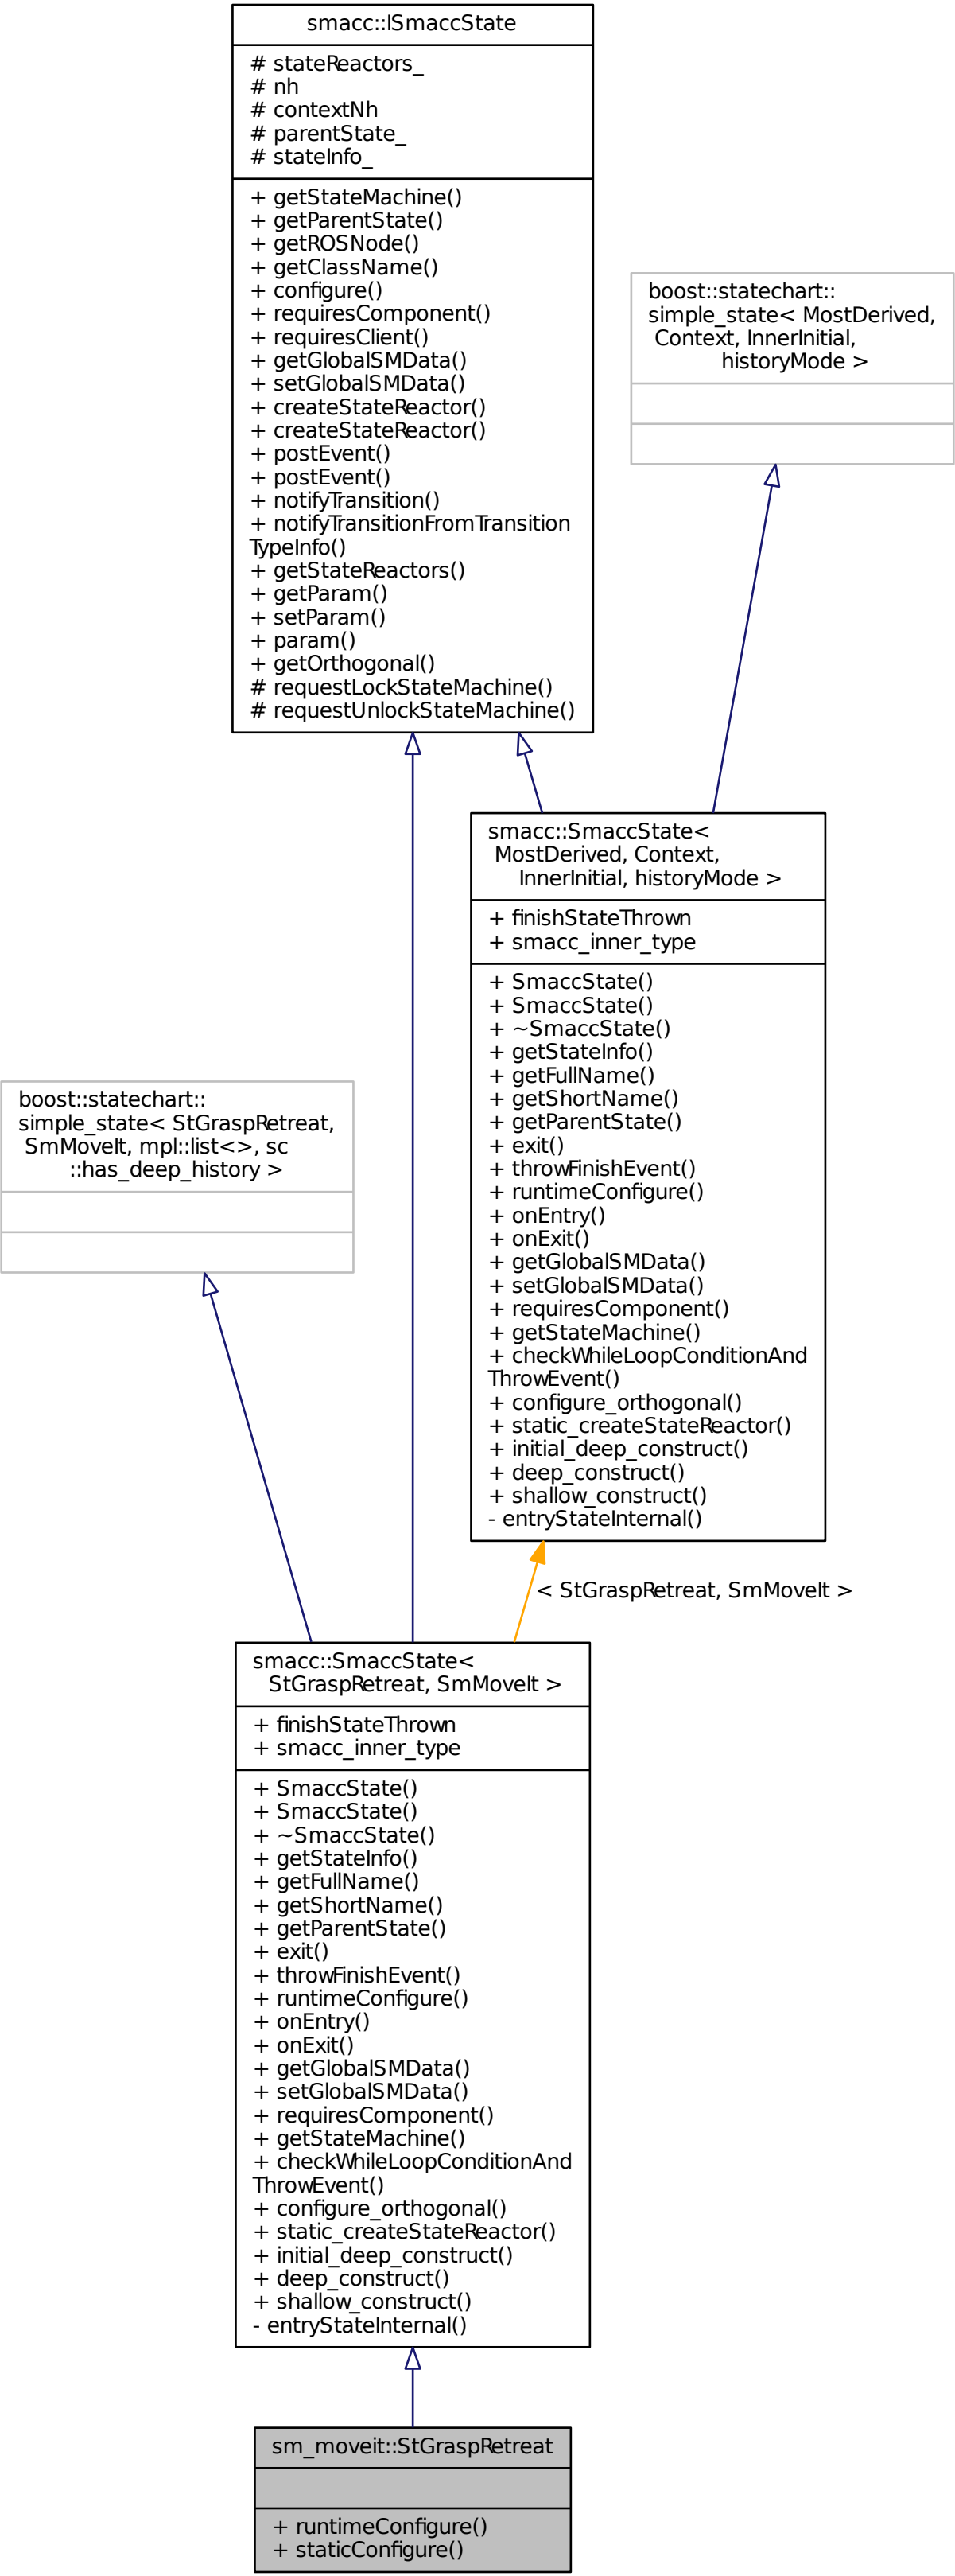 smacc::ISmaccState
# stateReactors_
# nh
# contextNh
# parentState_
# stateInfo_
+ getStateMachine()
+ getParentState()
+ getROSNode()
+ getClassName()
+ configure()
+ requiresComponent()
+ requiresClient()
+ getGlobalSMData()
+ setGlobalSMData()
+ createStateReactor()
+ createStateReactor()
+ postEvent()
+ postEvent()
+ notifyTransition()
+ notifyTransitionFromTransition
TypeInfo()
+ getStateReactors()
+ getParam()
+ setParam()
+ param()
+ getOrthogonal()
# requestLockStateMachine()
# requestUnlockStateMachine()
boost::statechart::
simple_state< MostDerived,
Context, InnerInitial,
historyMode >
smacc::SmaccState<
MostDerived, Context,
InnerInitial, historyMode >
+ finishStateThrown
+ smacc_inner_type
+ SmaccState()
+ SmaccState()
+ ~SmaccState()
+ getStateInfo()
+ getFullName()
+ getShortName()
+ getParentState()
+ exit()
+ throwFinishEvent()
+ runtimeConfigure()
+ onEntry()
+ onExit()
+ getGlobalSMData()
+ setGlobalSMData()
+ requiresComponent()
+ getStateMachine()
+ checkWhileLoopConditionAnd
ThrowEvent()
+ configure_orthogonal()
+ static_createStateReactor()
+ initial_deep_construct()
+ deep_construct()
+ shallow_construct()
- entryStateInternal()
boost::statechart::
simple_state< StGraspRetreat,
SmMoveIt, mpl::list<>, sc
::has_deep_history >
< StGraspRetreat, SmMoveIt >
smacc::SmaccState<
StGraspRetreat, SmMoveIt >
+ finishStateThrown
+ smacc_inner_type
+ SmaccState()
+ SmaccState()
+ ~SmaccState()
+ getStateInfo()
+ getFullName()
+ getShortName()
+ getParentState()
+ exit()
+ throwFinishEvent()
+ runtimeConfigure()
+ onEntry()
+ onExit()
+ getGlobalSMData()
+ setGlobalSMData()
+ requiresComponent()
+ getStateMachine()
+ checkWhileLoopConditionAnd
ThrowEvent()
+ configure_orthogonal()
+ static_createStateReactor()
+ initial_deep_construct()
+ deep_construct()
+ shallow_construct()
- entryStateInternal()
sm_moveit::StGraspRetreat
+ runtimeConfigure()
+ staticConfigure()